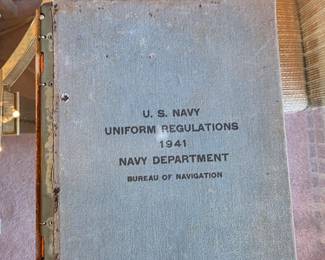 U. S. NAVY
UNIFORM REGULATIONS
1941
NAVY DEPARTMENT
BUREAU OF NAVIGATION